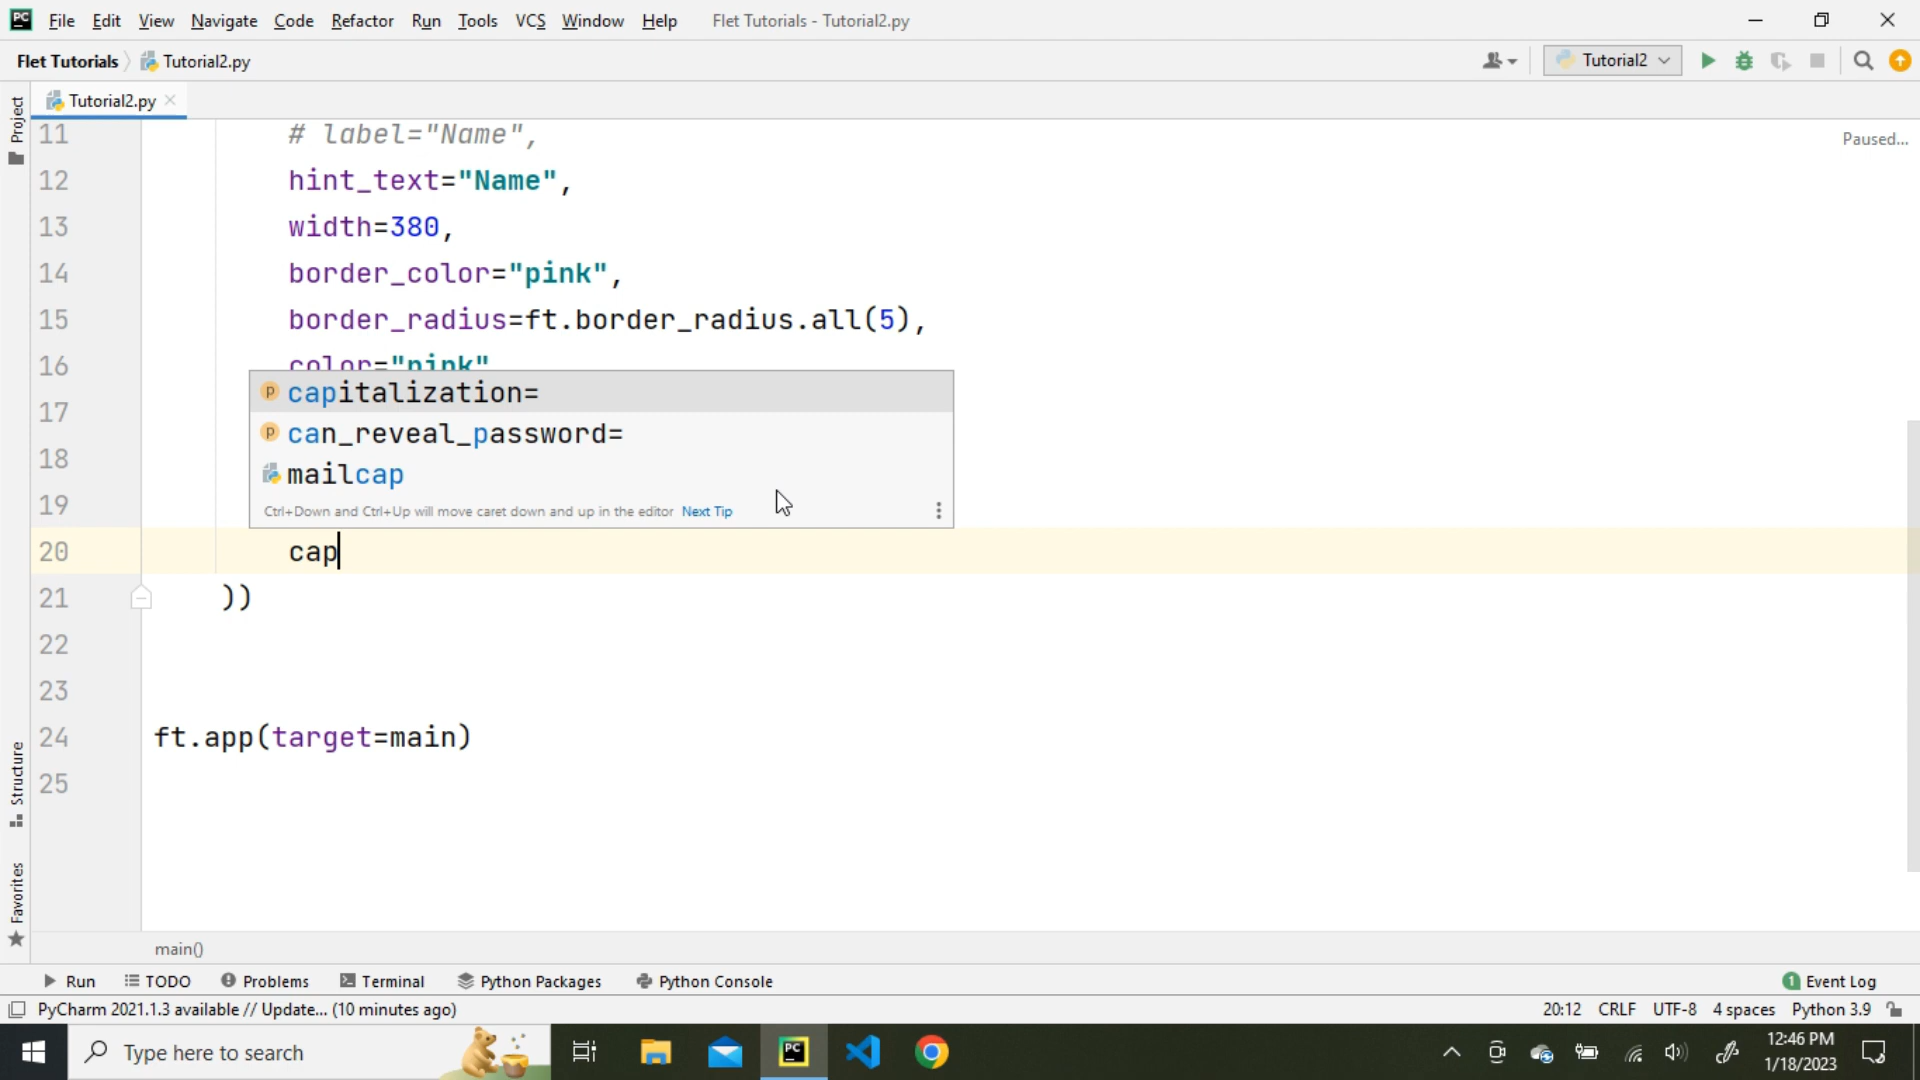 PC File Edit View Navigate Code Refactor Run Tools VCS Window Help Flet Tutorials - Tutorial2.py
Flet Tutorials Tutorial2.py Tutorial2
Project Tutorial2.py
11 # label="Name", Paused...
12 hint_text="Name",
13 width=380,
14 border_color="pink",
15 border_radius=ft.border_radius.all(5),
16 color="pink"
17 p capitalization=
18 p can_reveal_password=
mailcap
19 Ctrl+Down and Ctrl+Up will move caret down and up in the editor Next Tip
20 cap
21 ))
22
23
24 ft.app(target=main)
25
Structure
Favorites
main()
Run TODO Problems Terminal Python Packages Python Console 1 Event Log
PyCharm 2021.1.3 available // Update... (10 minutes ago) 20:12 CRLF UTF-8 4 spaces Python 3.9
Type here to search PC 12:46 PM
1/18/2023